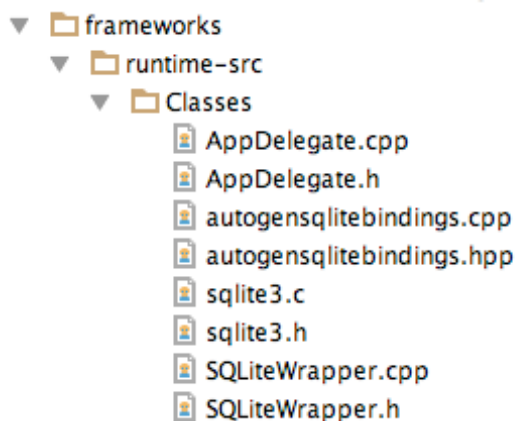 frameworks
runtime-src
Classes
AppDelegate.cpp
AppDelegate.h
autogensqlitebindings.cpp
autogensqlitebindings.hpp
sqlite3.c
sqlite3.h
SQLiteWrapper.cpp
SQLiteWrapper.h